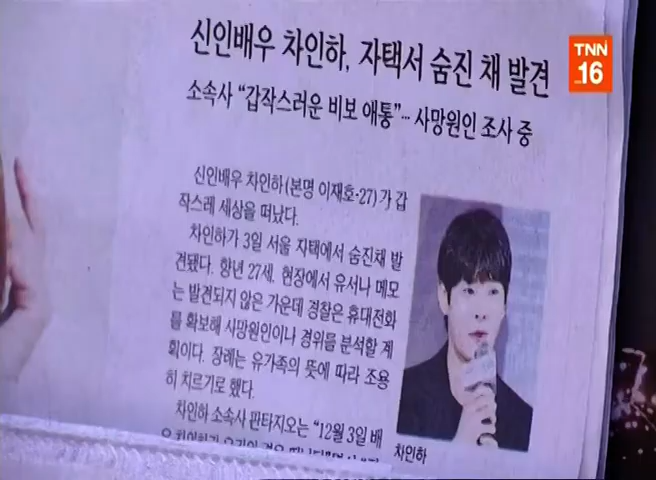 TNN
16
신인배우 차인하, 자택서 숨진 채 발견
소속사 “갑작스러운 비보 애통”… 사망원인 조사 중
신인배우 차인하(본명 이재호·27)가 갑
작스레 세상을 떠났다.
차인하가 3일 서울 자택에서 숨진채 발
견됐다. 향년 27세. 현장에서 유서나 메모
는 발견되지 않은 가운데 경찰은 휴대전화
를 확보해 사망원인이나 경위를 분석할 계
획이다. 장례는 유가족의 뜻에 따라 조용
히 치르기로 했다.
차인하 소속사 판타지오는 “12월 3일 배
차인하